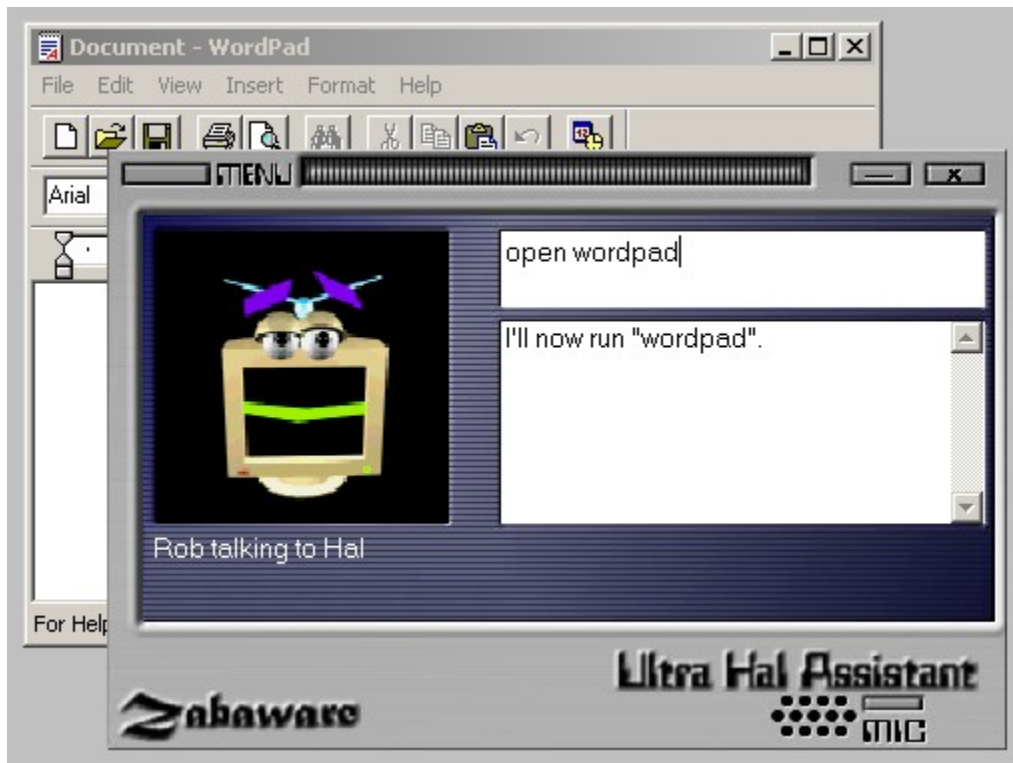 Document - WordPad
File Edit View Insert Format Help
12
Arial
MENU
open wordpad
I'll now run "wordpad".
Rob talking to Hal
For Help
Ultra Hal Assistant
Zabaware
MIC